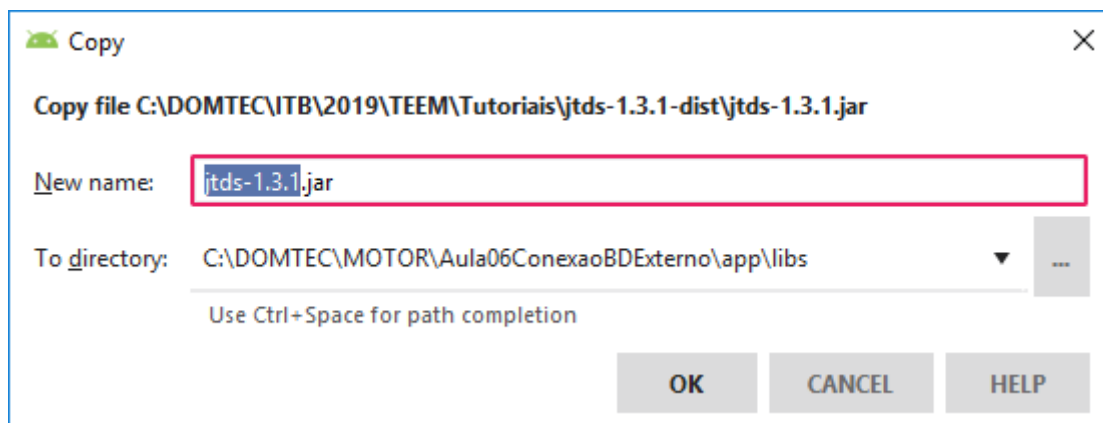 Copy
Copy file C:\DOMTEC\ITB\2019\TEEM\Tutoriais\jtds-1.3.1-dist\jtds-1.3.1.jar
New name: jtds-1.3.1.jar
To directory: C:\DOMTEC\MOTOR\Aula06ConexaoBDExterno\app\libs ...
Use Ctrl+Space for path completion
OK CANCEL HELP